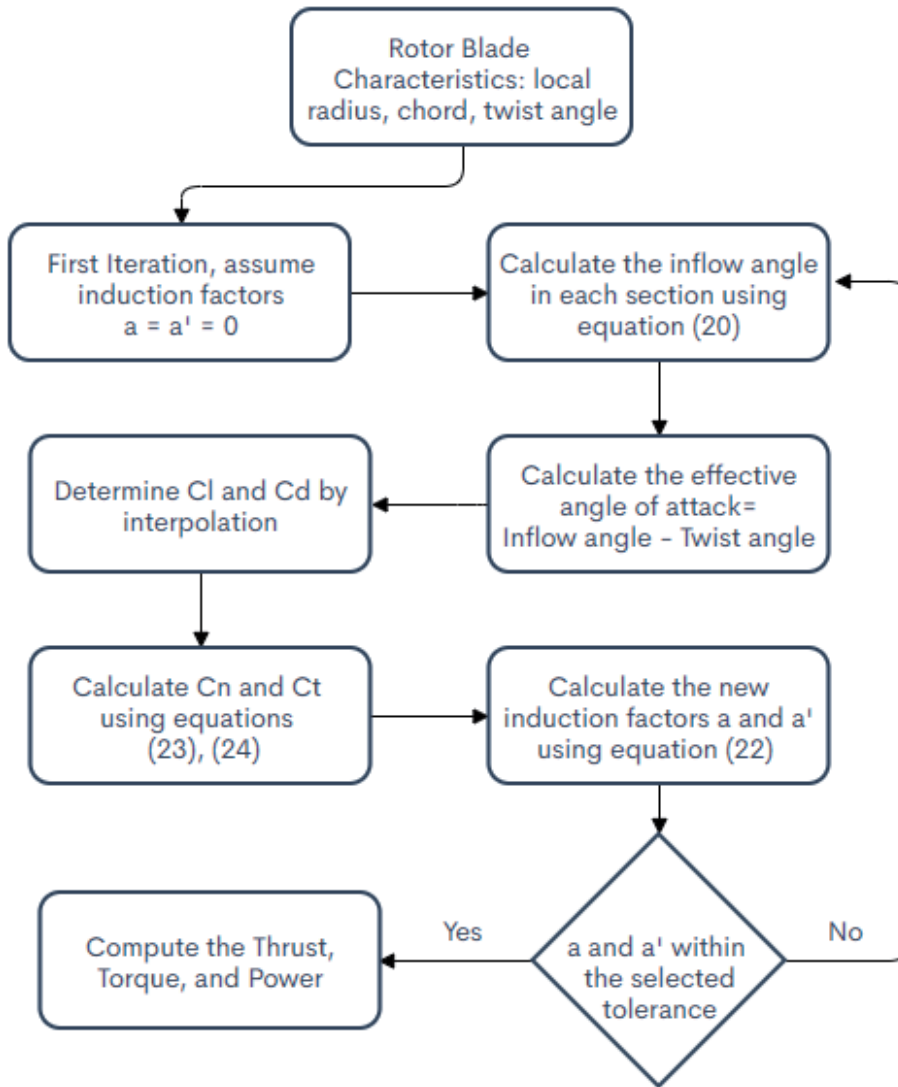 Rotor Blade
Characteristics: local
radius, chord, twist angle
First Iteration, assume
induction factors
a = a' = 0
Calculate the inflow angle
in each section using
equation (20)
Calculate the effective
angle of attack=
Inflow angle - Twist angle
Determine Cl and Cd by
interpolation
Calculate Cn and Ct
using equations
(23), (24)
Calculate the new
induction factors a and a'
using equation (22)
a and a' within
the selected
tolerance
Yes
No
Compute the Thrust,
Torque, and Power